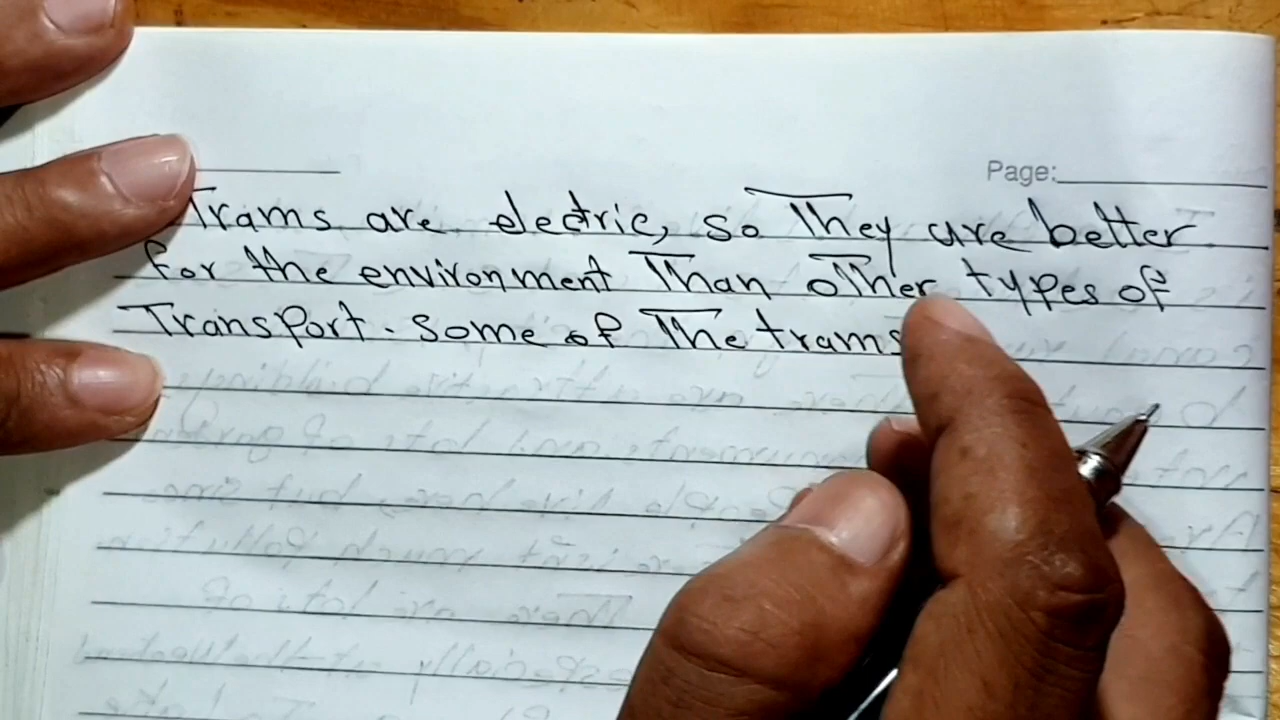 Page:
Trams are electric, so They are better
for the environment Than other types of
Transport. some of The trams